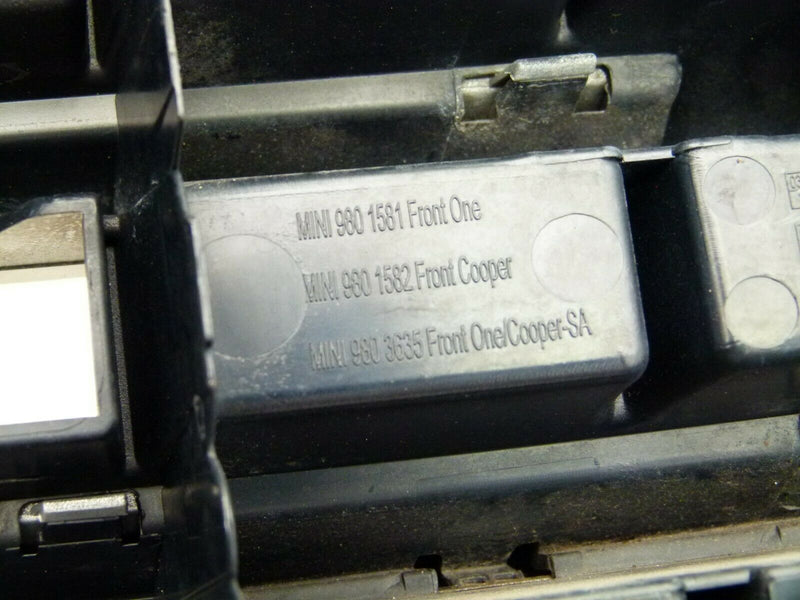 MINI 980 1581 Front One
MINI 980 1582 Front Cooper
MINI 980 3635 Front One/Cooper-SA